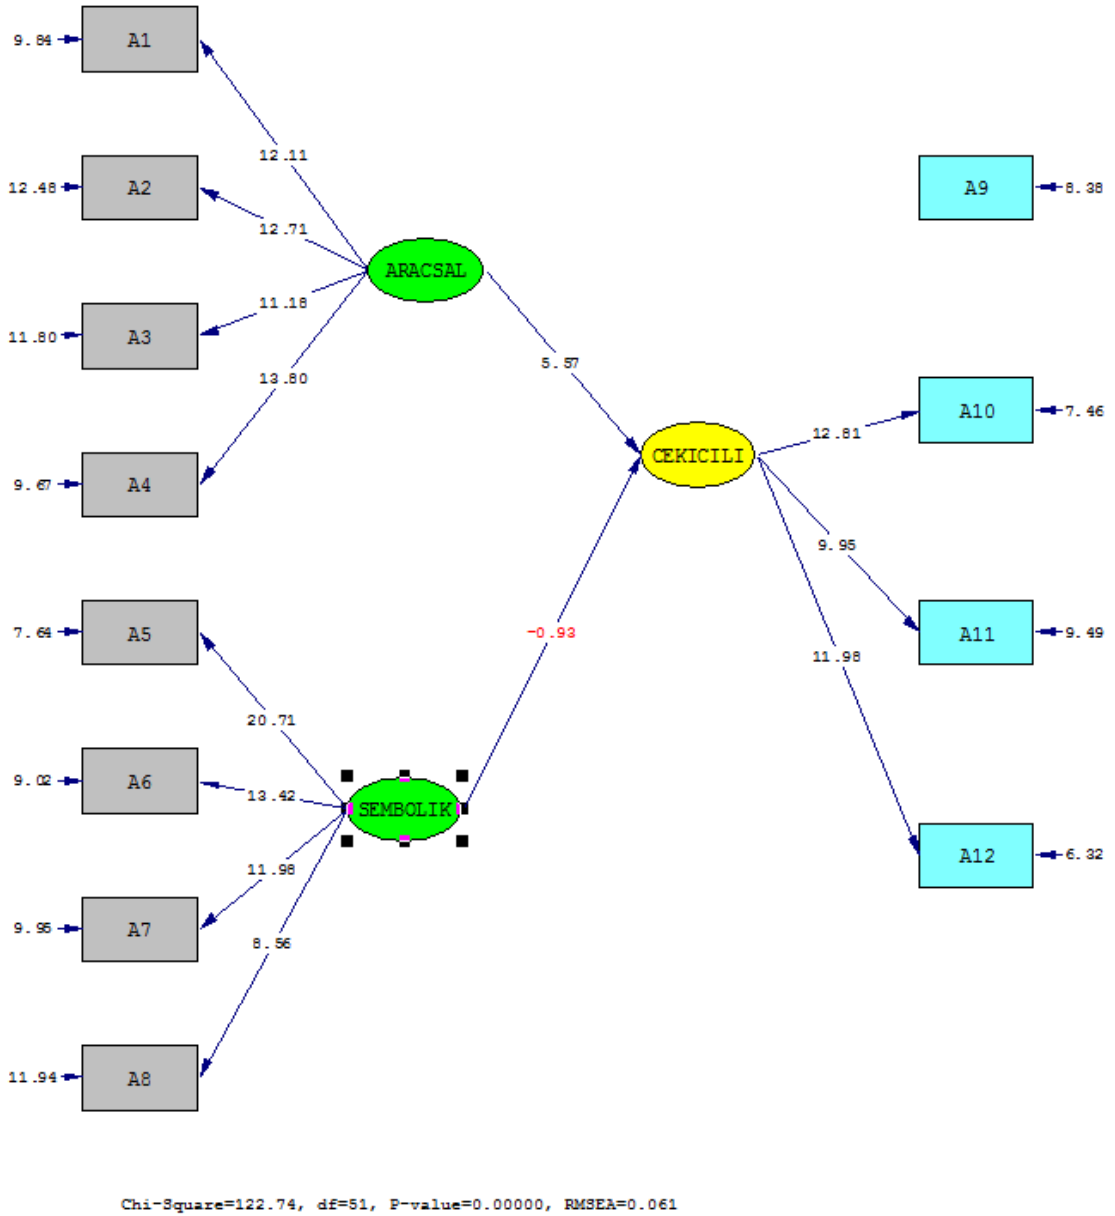 9.84 A1
12.11
12.48 A2
12.71
A9 8.38
ARACSAL
11.18
11.80 A3
13.80
5.57
A10 7.46
12.81
CEKICILI
9.67 A4
9.95
7.64 A5
-0.93
A11 9.49
11.98
20.71
9.02 A6
13.42
SEMBOLIK
11.98
A12 6.32
9.95 A7
8.56
11.94 A8
Chi-Square=122.74, df=51, P-value=0.00000, RMSEA=0.061